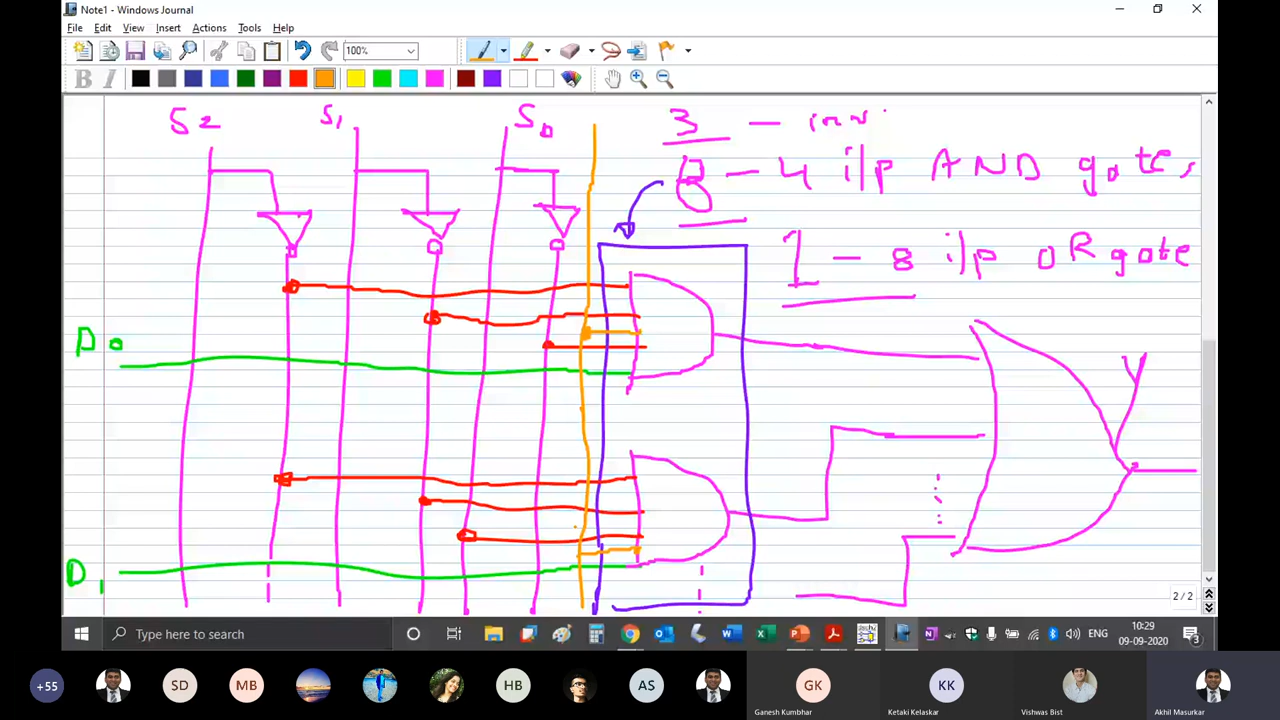 Note1 - Windows Journal
File Edit View Insert Actions Tools Help
100%
B I
S2 S1 S0
3 - inv
8 - 4 i/p AND gates
1 - 8 i/p OR gate
D0
Y
D1
2 / 2
Type here to search
ENG
10:29
09-09-2020
3
+55
SD
MB
HB
AS
GK
Ganesh Kumbhar
KK
Ketaki Kelaskar
Vishwas Bist
Akhil Masurkar